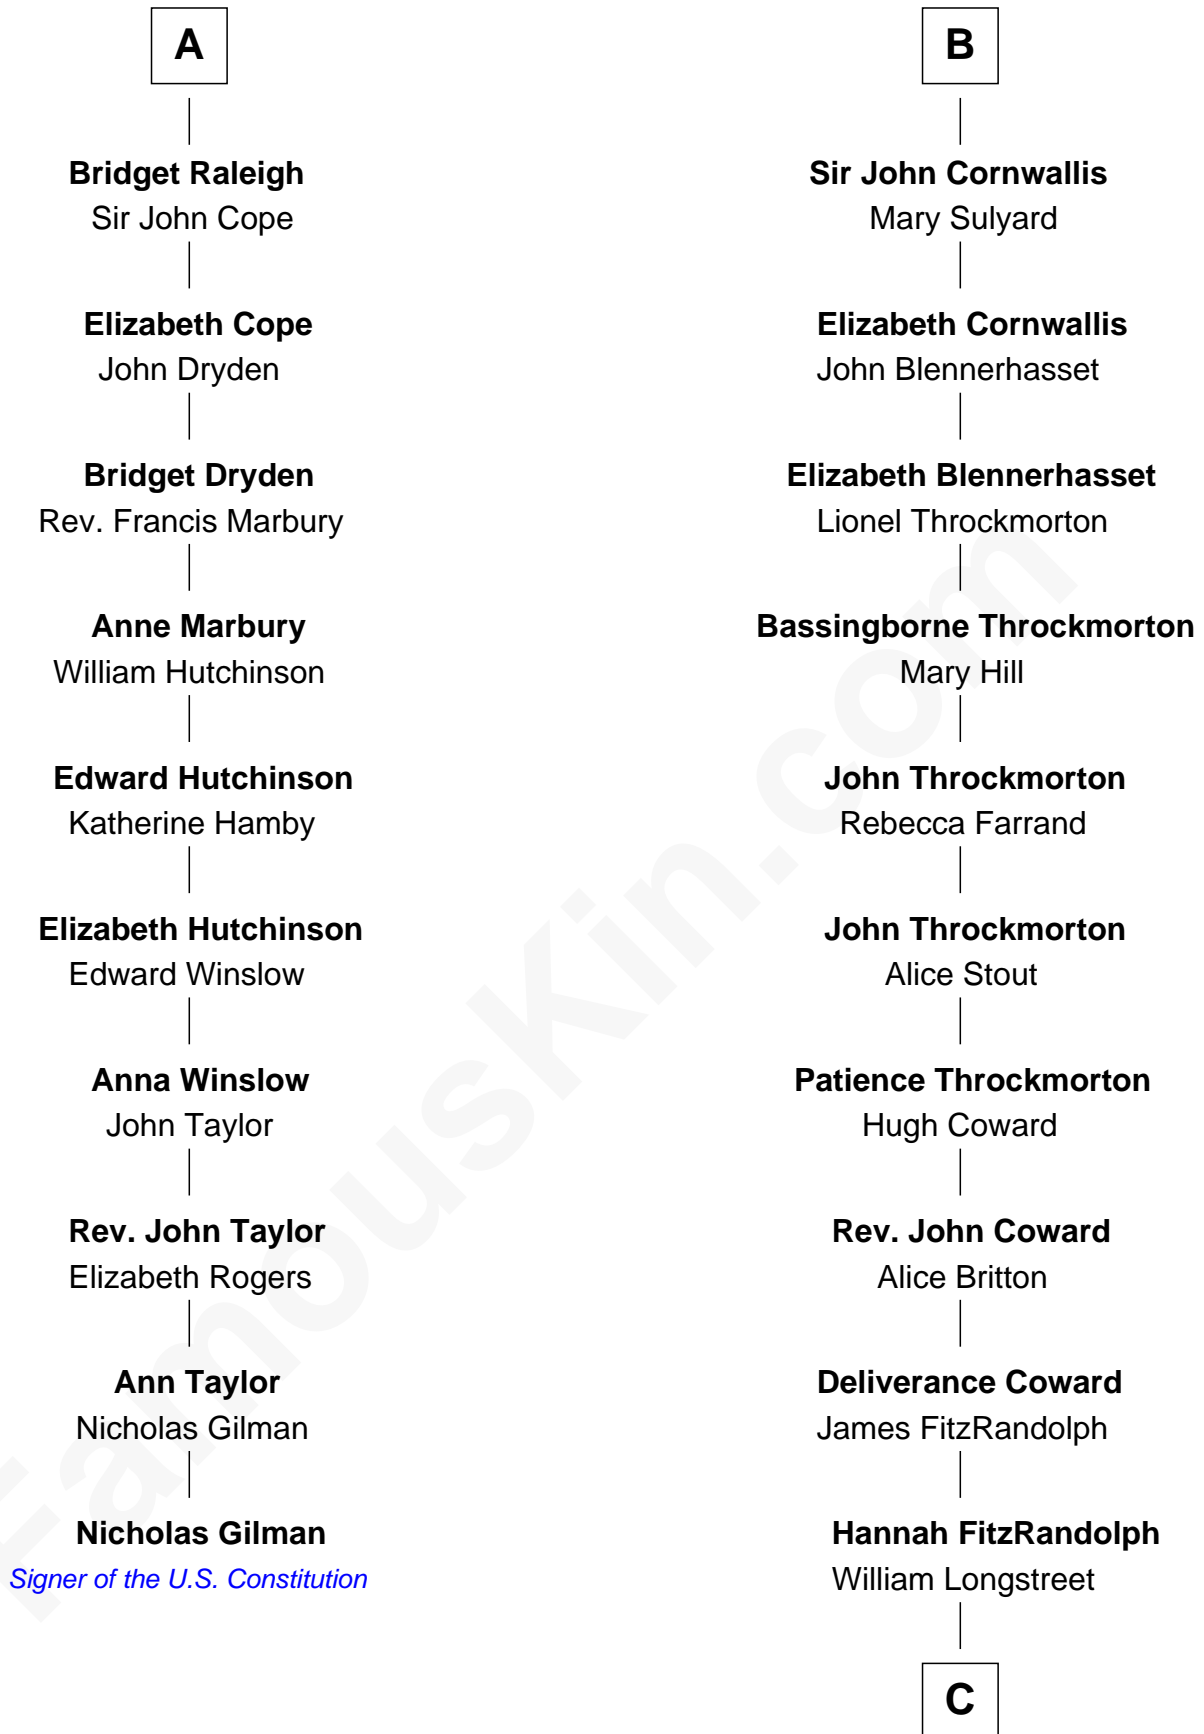 A
Bridget Raleigh
Sir John Cope
Elizabeth Cope
John Dryden
Bridget Dryden
Rev. Francis Marbury
Anne Marbury
William Hutchinson
Edward Hutchinson
Katherine Hamby
Elizabeth Hutchinson
Edward Winslow
Anna Winslow
John Taylor
Rev. John Taylor
Elizabeth Rogers
Ann Taylor
Nicholas Gilman
Nicholas Gilman
Signer of the U.S. Constitution
B
Sir John Cornwallis
Mary Sulyard
Elizabeth Cornwallis
John Blennerhasset
Elizabeth Blennerhasset
Lionel Throckmorton
Bassingborne Throckmorton
Mary Hill
John Throckmorton
Rebecca Farrand
John Throckmorton
Alice Stout
Patience Throckmorton
Hugh Coward
Rev. John Coward
Alice Britton
Deliverance Coward
James FitzRandolph
Hannah FitzRandolph
William Longstreet
C
FamousKin.com